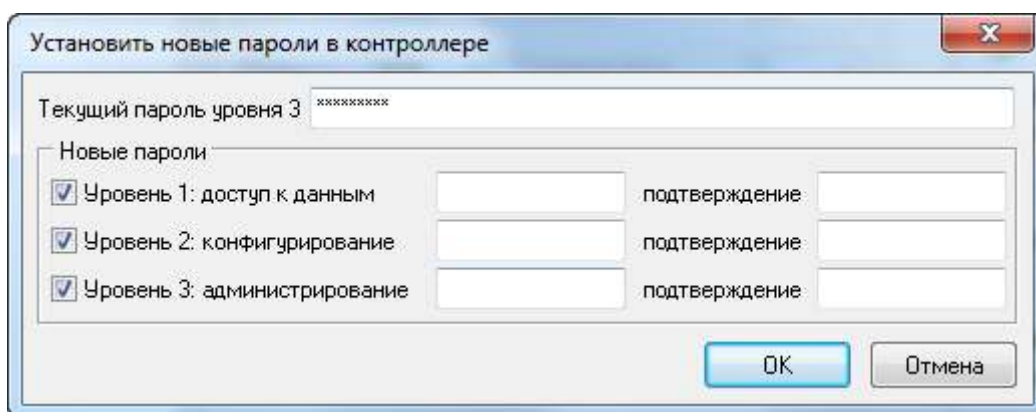 Установить новые пароли в контроллере
Текущий пароль уровня 3 *********
Новые пароли
Уровень 1: доступ к данным подтверждение
Уровень 2: конфигурирование подтверждение
Уровень 3: администрирование подтверждение
OK Отмена